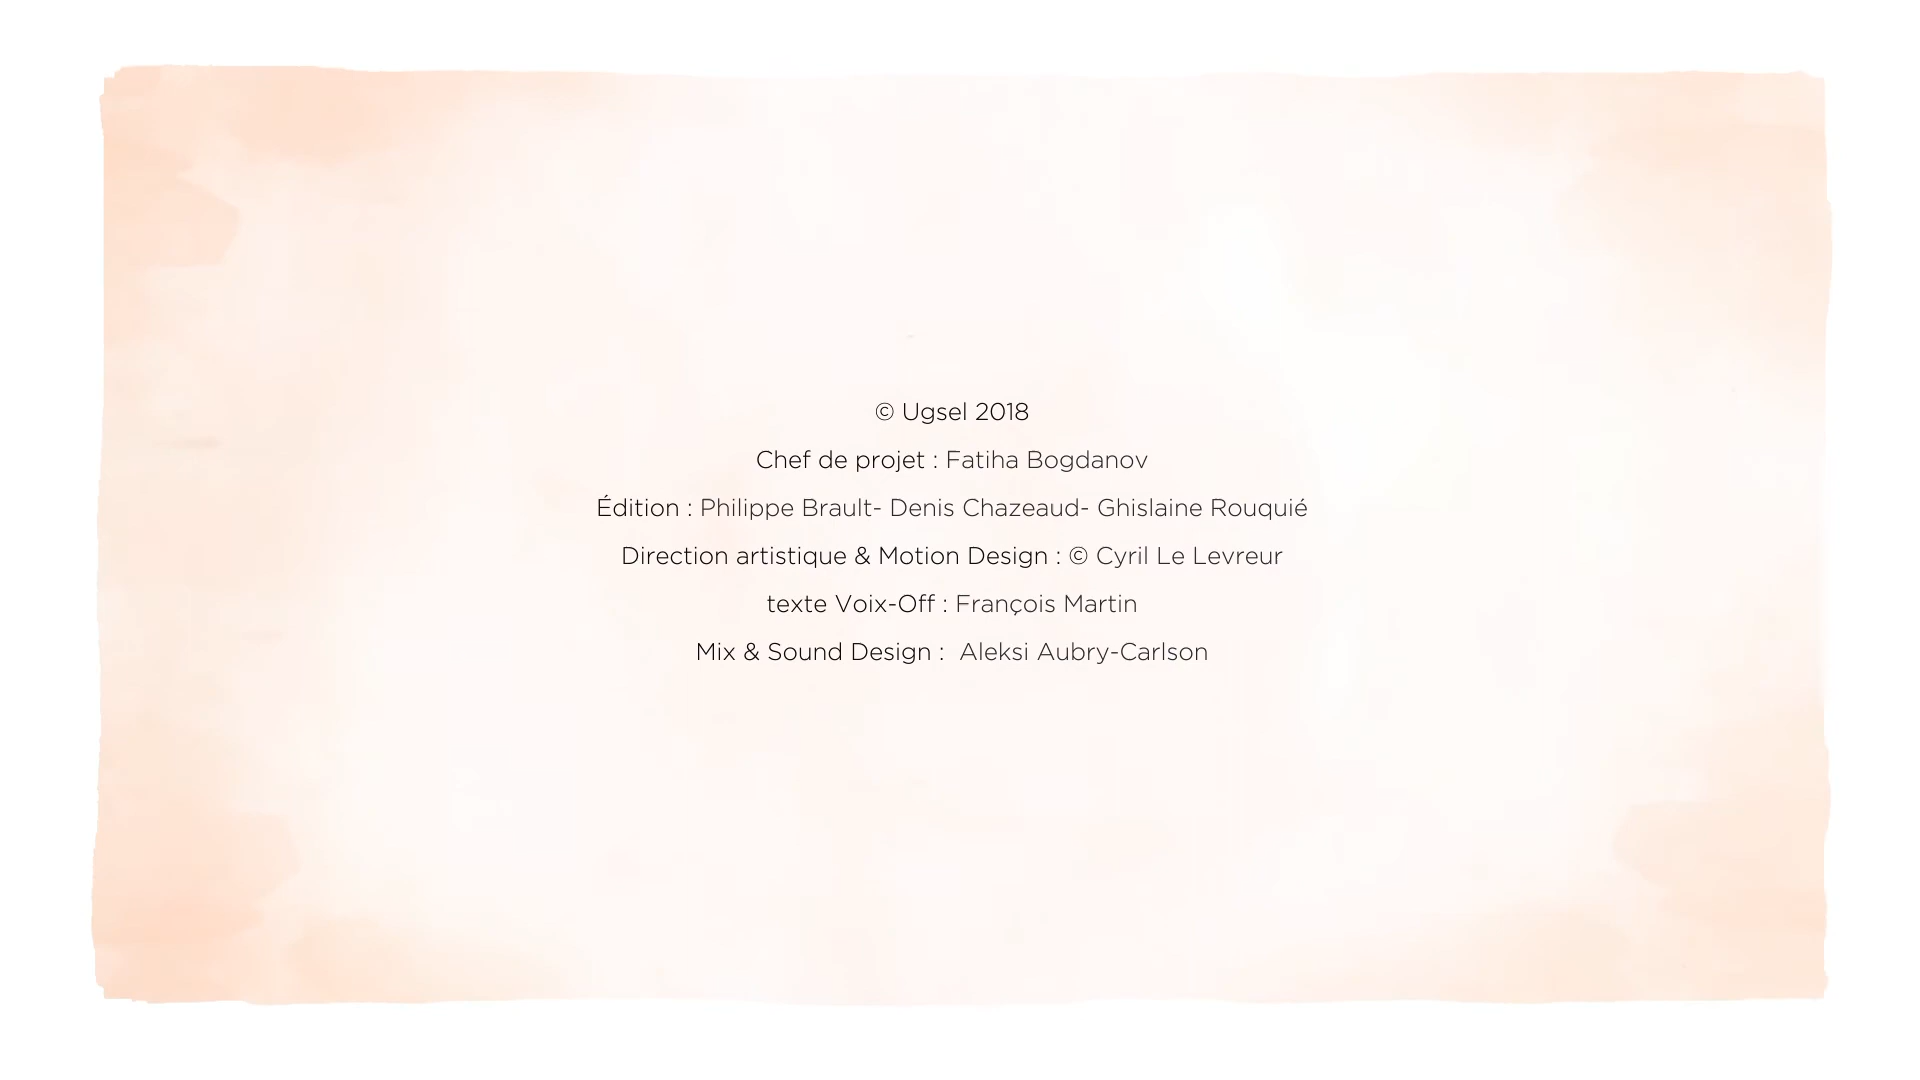 © Ugsel 2018
Chef de projet : Fatiha Bogdanov
Édition : Philippe Brault- Denis Chazeaud- Ghislaine Rouquié
Direction artistique & Motion Design : © Cyril Le Levreur
texte Voix-Off : François Martin
Mix & Sound Design :  Aleksi Aubry-Carlson